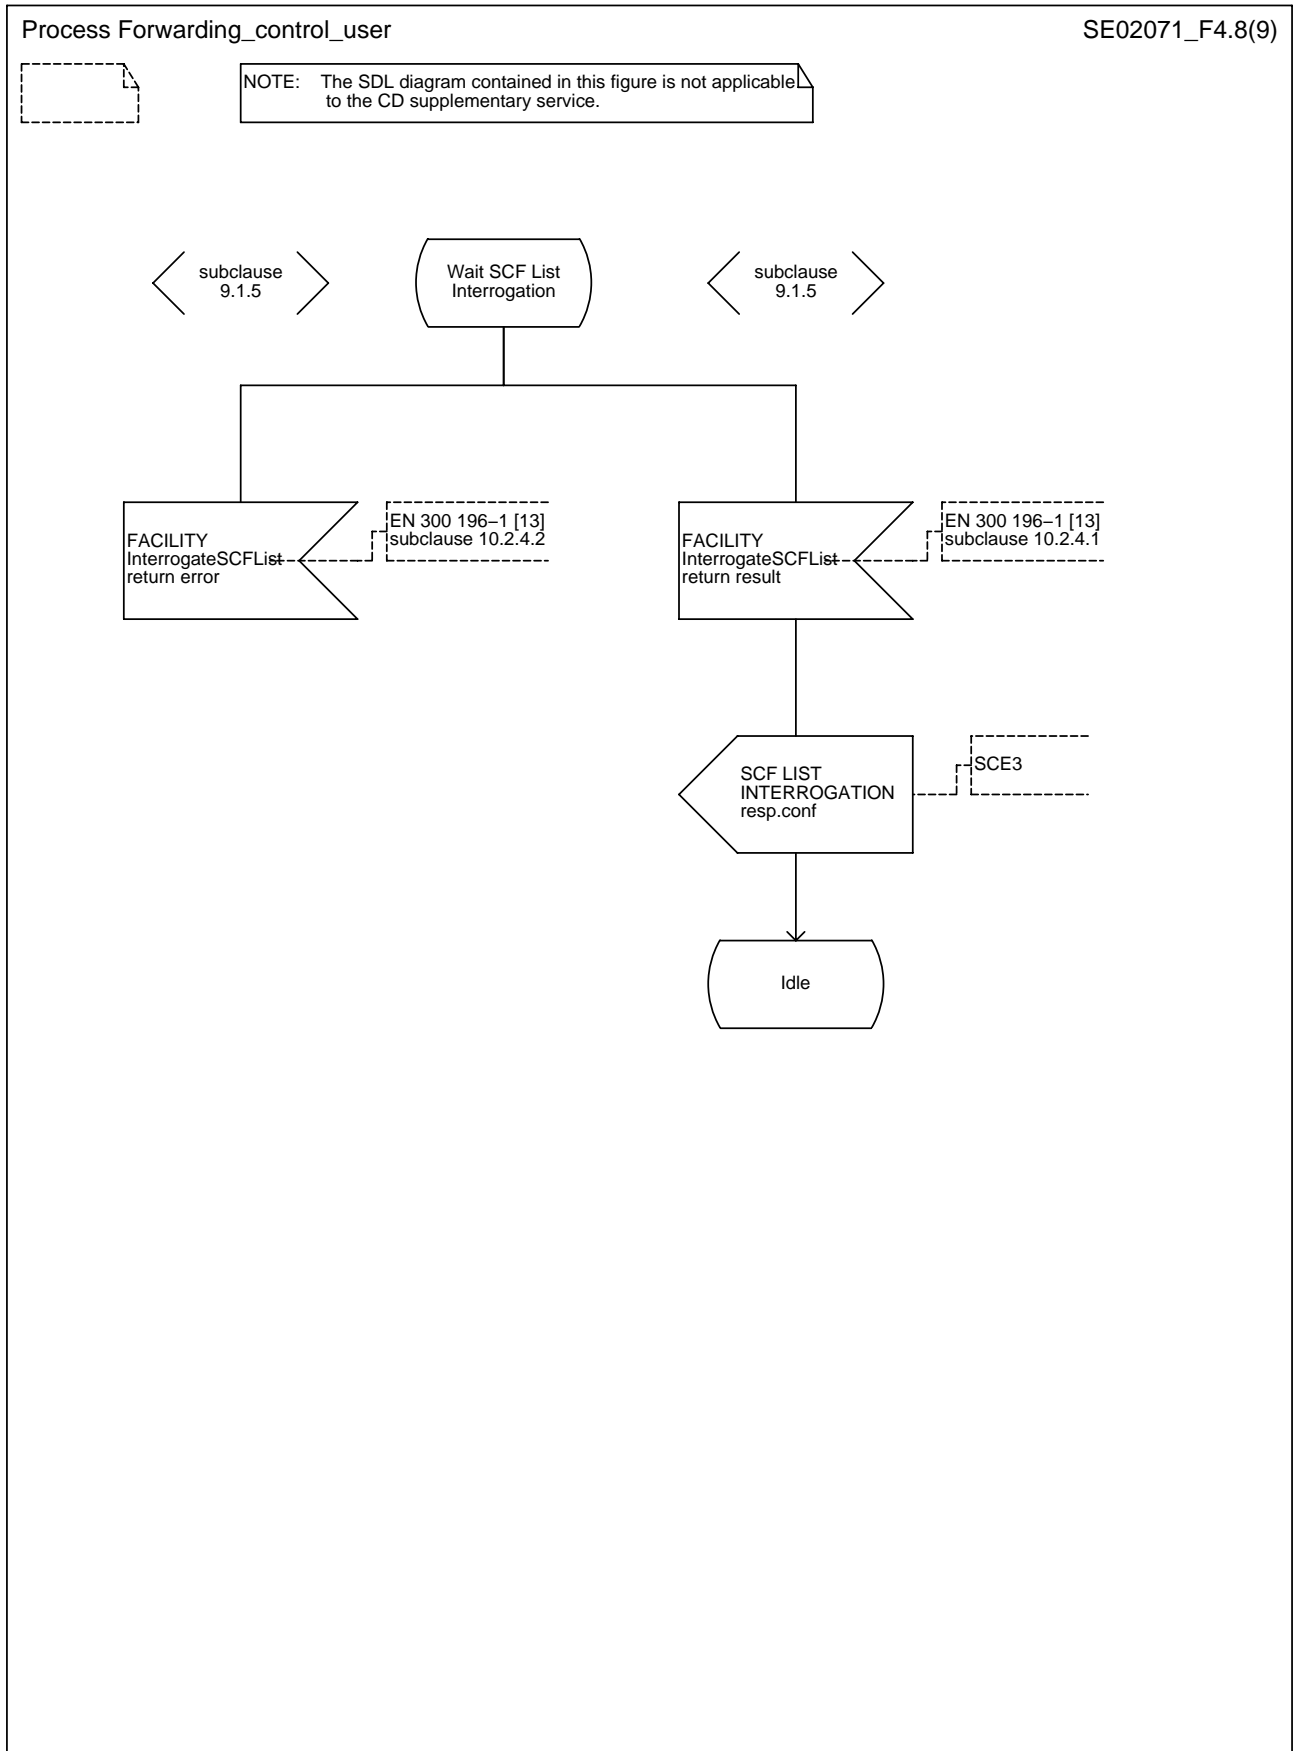 Process Forwarding_control_user
SE02071_F4.8(9)
NOTE: The SDL diagram contained in this figure is not applicable
to the CD supplementary service.
subclause
9.1.5
Wait SCF List
Interrogation
subclause
9.1.5
FACILITY
InterrogateSCFList
return error
EN 300 196–1 [13]
subclause 10.2.4.2
FACILITY
InterrogateSCFList
return result
EN 300 196–1 [13]
subclause 10.2.4.1
SCF LIST
INTERROGATION
resp.conf
SCE3
Idle